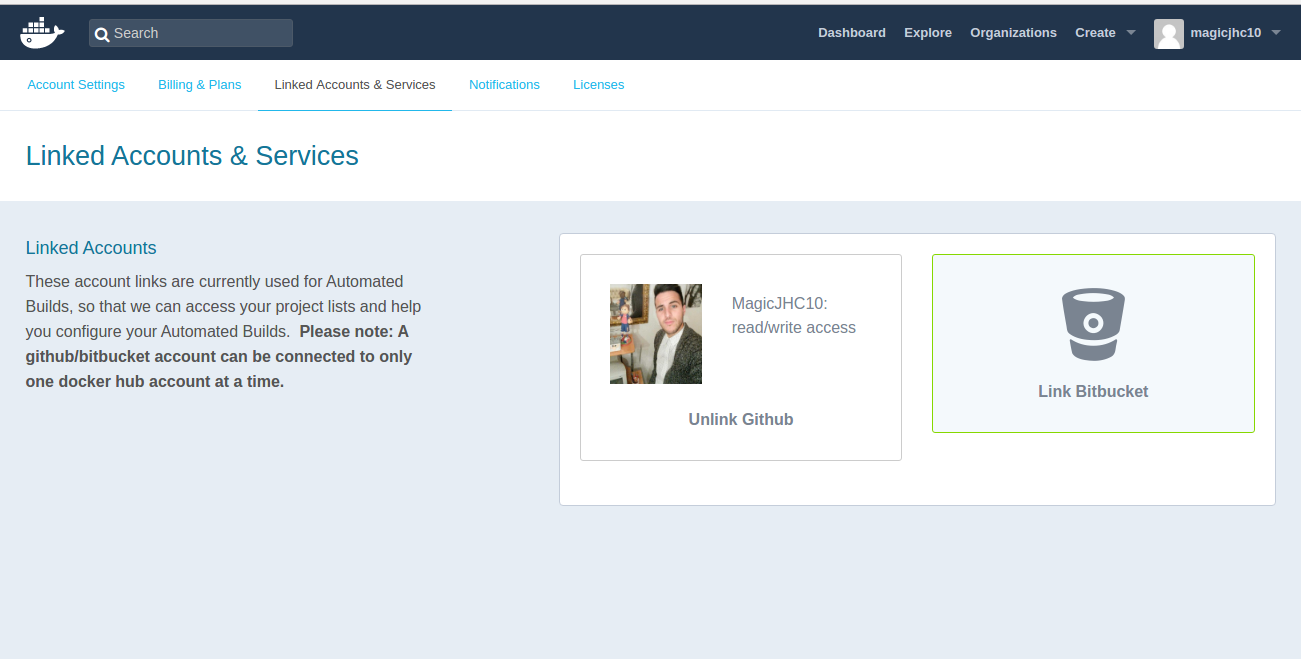 Search
Dashboard Explore Organizations Create magicjhc10
Account Settings Billing & Plans Linked Accounts & Services Notifications Licenses
Linked Accounts & Services
Linked Accounts
These account links are currently used for Automated
Builds, so that we can access your project lists and help
you configure your Automated Builds. Please note: A
github/bitbucket account can be connected to only
one docker hub account at a time.
MagicJHC10:
read/write access
Unlink Github
Link Bitbucket